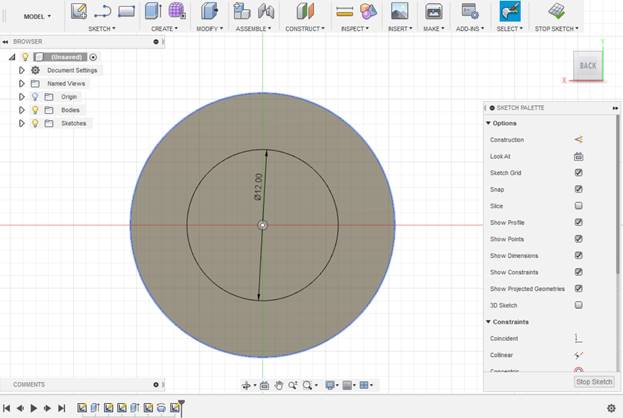 MODEL ▾
SKETCH ▾
CREATE ▾
MODIFY ▾
ASSEMBLE ▾
CONSTRUCT ▾
INSPECT ▾
INSERT ▾
MAKE ▾
ADD-INS ▾
SELECT ▾
STOP SKETCH ▾
BROWSER
(Unsaved)
Document Settings
Named Views
Origin
Bodies
Sketches
Y
BACK
X
Ø12.00
SKETCH PALETTE
Options
Construction
Look At
Sketch Grid
Snap
Slice
Show Profile
Show Points
Show Dimensions
Show Constraints
Show Projected Geometries
3D Sketch
Constraints
Coincident
Collinear
Stop Sketch
COMMENTS